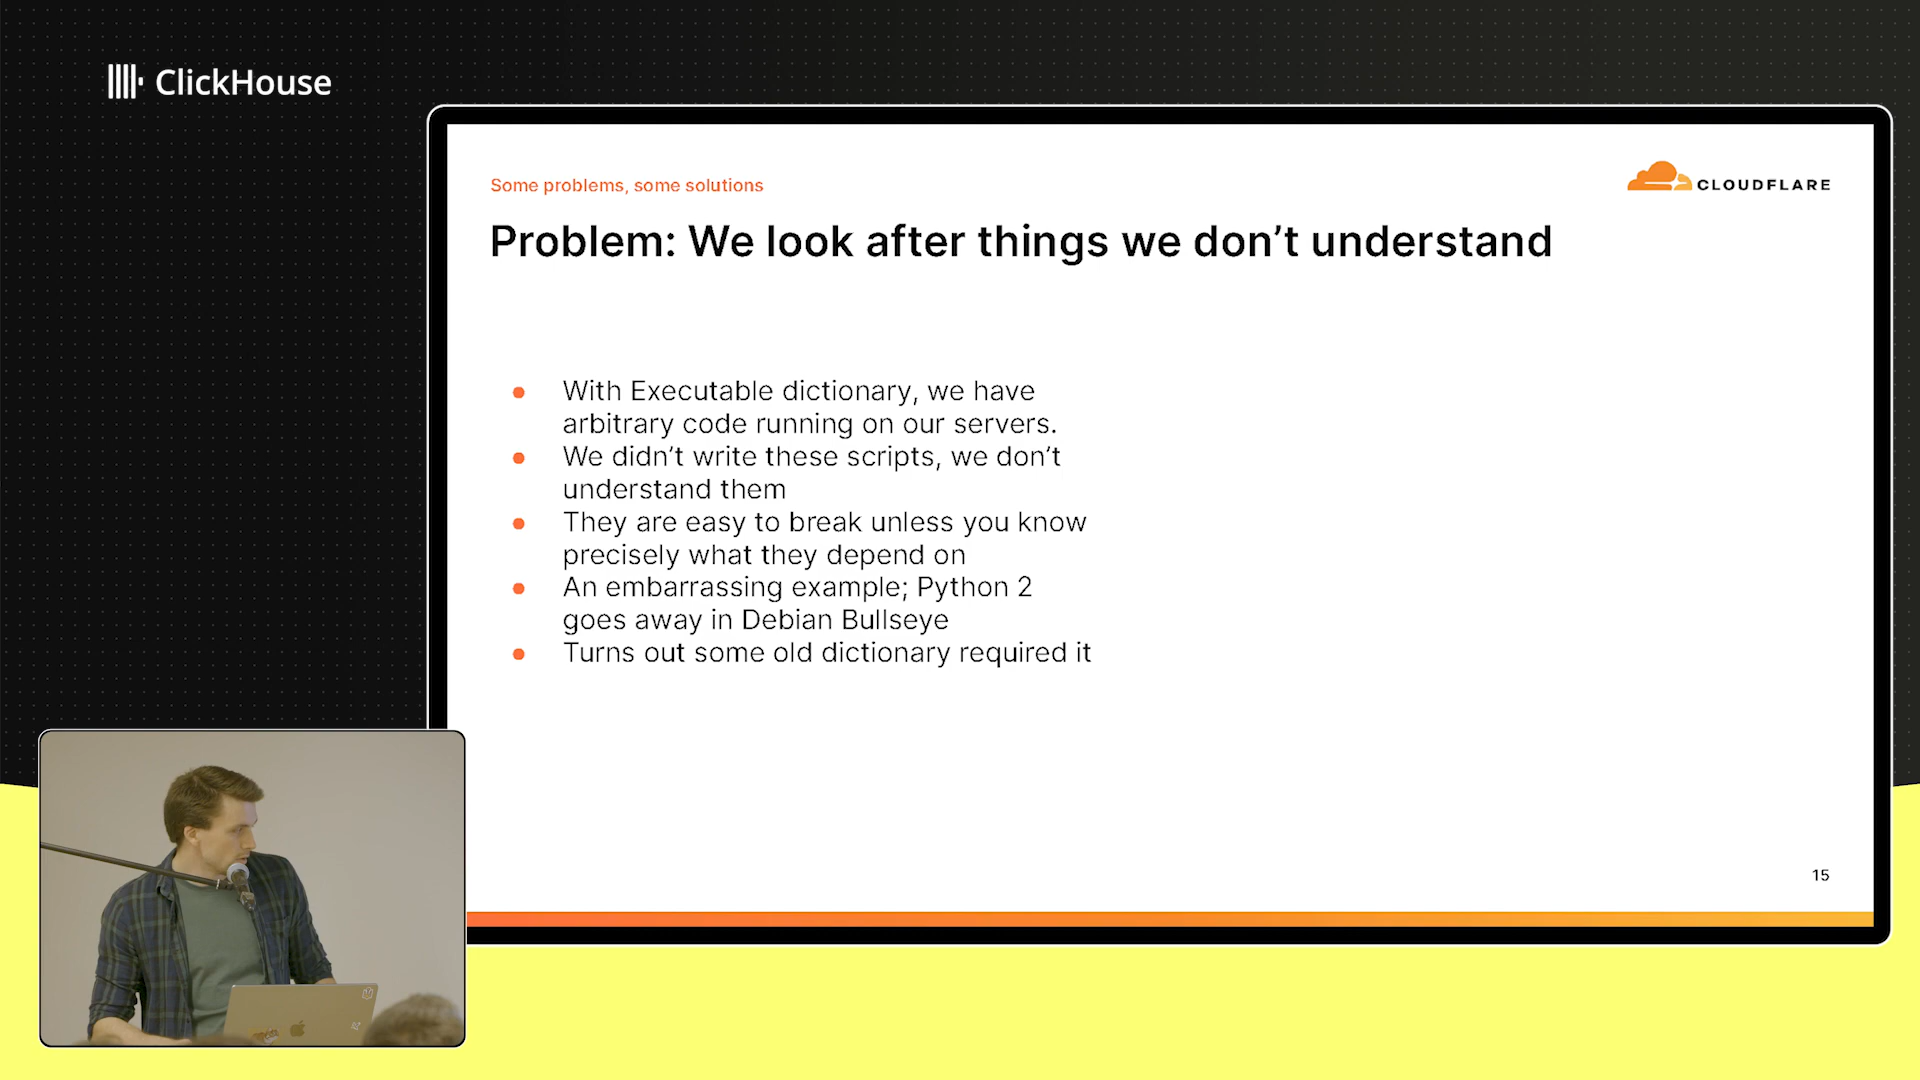 ClickHouse
Some problems, some solutions
CLOUDFLARE
Problem: We look after things we don’t understand
With Executable dictionary, we have
arbitrary code running on our servers.
We didn’t write these scripts, we don’t
understand them
They are easy to break unless you know
precisely what they depend on
An embarrassing example; Python 2
goes away in Debian Bullseye
Turns out some old dictionary required it
15